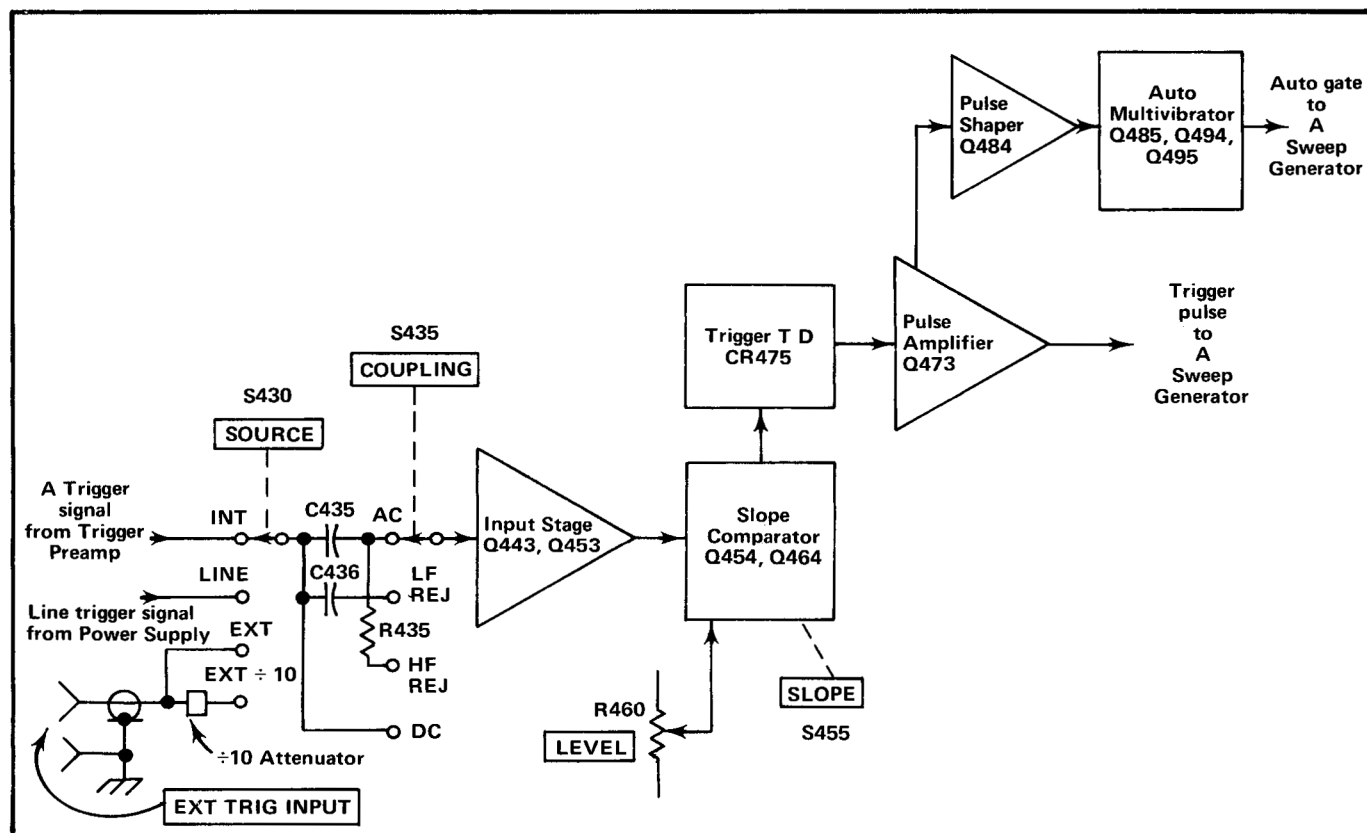 Pulse
Shaper
Q484
Auto
Multivibrator
Q485, Q494,
Q495
Auto gate
to
A
Sweep
Generator
Trigger T D
CR475
Pulse
Amplifier
Q473
Trigger
pulse
to
A
Sweep
Generator
S435
COUPLING
S430
SOURCE
A Trigger
signal
from Trigger
Preamp
INT
C435
AC
Input Stage
Q443, Q453
Slope
Comparator
Q454, Q464
LINE
C436
LF
REJ
Line trigger signal
from Power Supply
EXT
R435
EXT ÷ 10
HF
REJ
DC
÷10 Attenuator
EXT TRIG INPUT
R460
LEVEL
SLOPE
S455